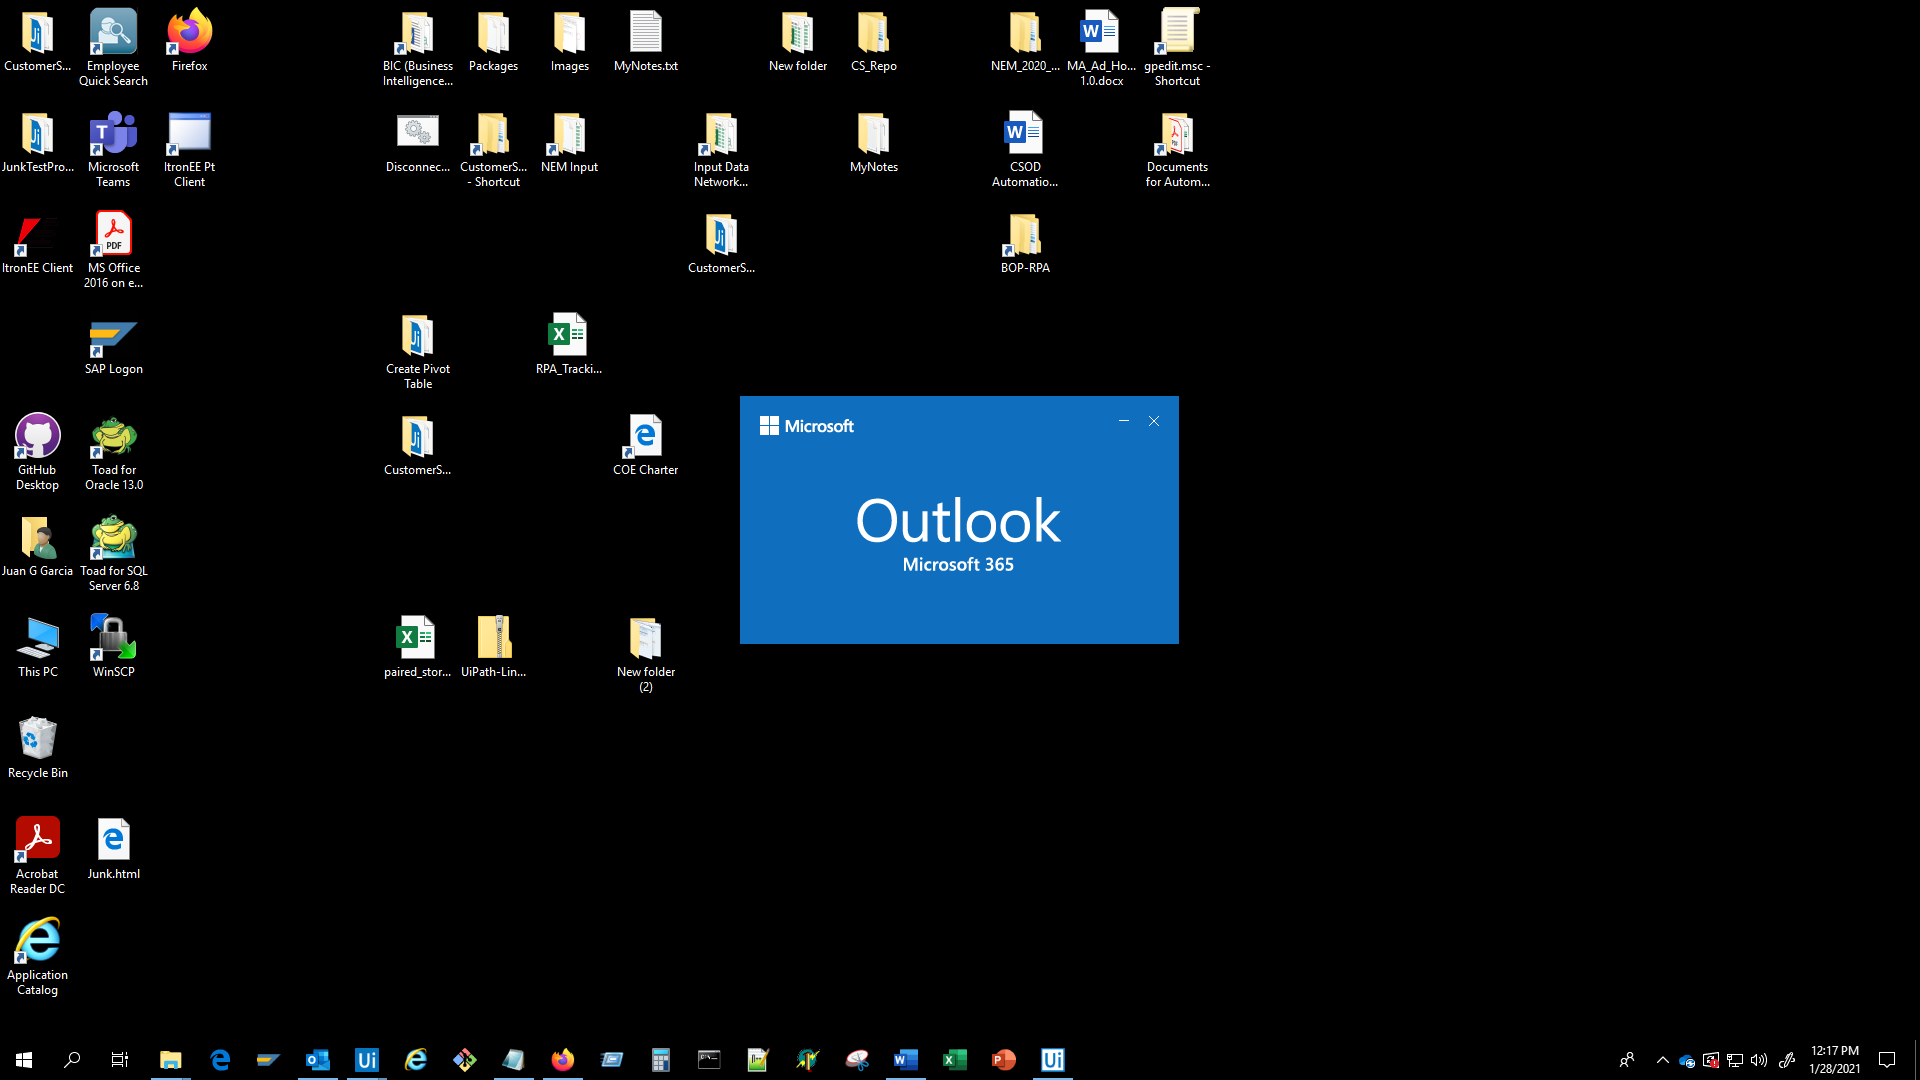 CustomerS...
Employee
Quick Search
Firefox
BIC (Business
Intelligence...
Packages
Images
MyNotes.txt
New folder
CS_Repo
NEM_2020_...
MA_Ad_Ho...
1.0.docx
gpedit.msc -
Shortcut
JunkTestPro...
Microsoft
Teams
ItronEE Pt
Client
Disconnec...
CustomerS...
- Shortcut
NEM Input
Input Data
Network...
MyNotes
CSOD
Automatio...
Documents
for Autom...
ItronEE Client
PDF
MS Office
2016 on e...
CustomerS...
BOP-RPA
SAP Logon
Create Pivot
Table
RPA_Tracki...
Microsoft
Outlook
Microsoft 365
GitHub
Desktop
Toad for
Oracle 13.0
CustomerS...
COE Charter
Juan G Garcia
Toad for SQL
Server 6.8
This PC
WinSCP
paired_stor...
UiPath-Lin...
New folder
(2)
Recycle Bin
Acrobat
Reader DC
Junk.html
Application
Catalog
Ui
Ui
12:17 PM
1/28/2021